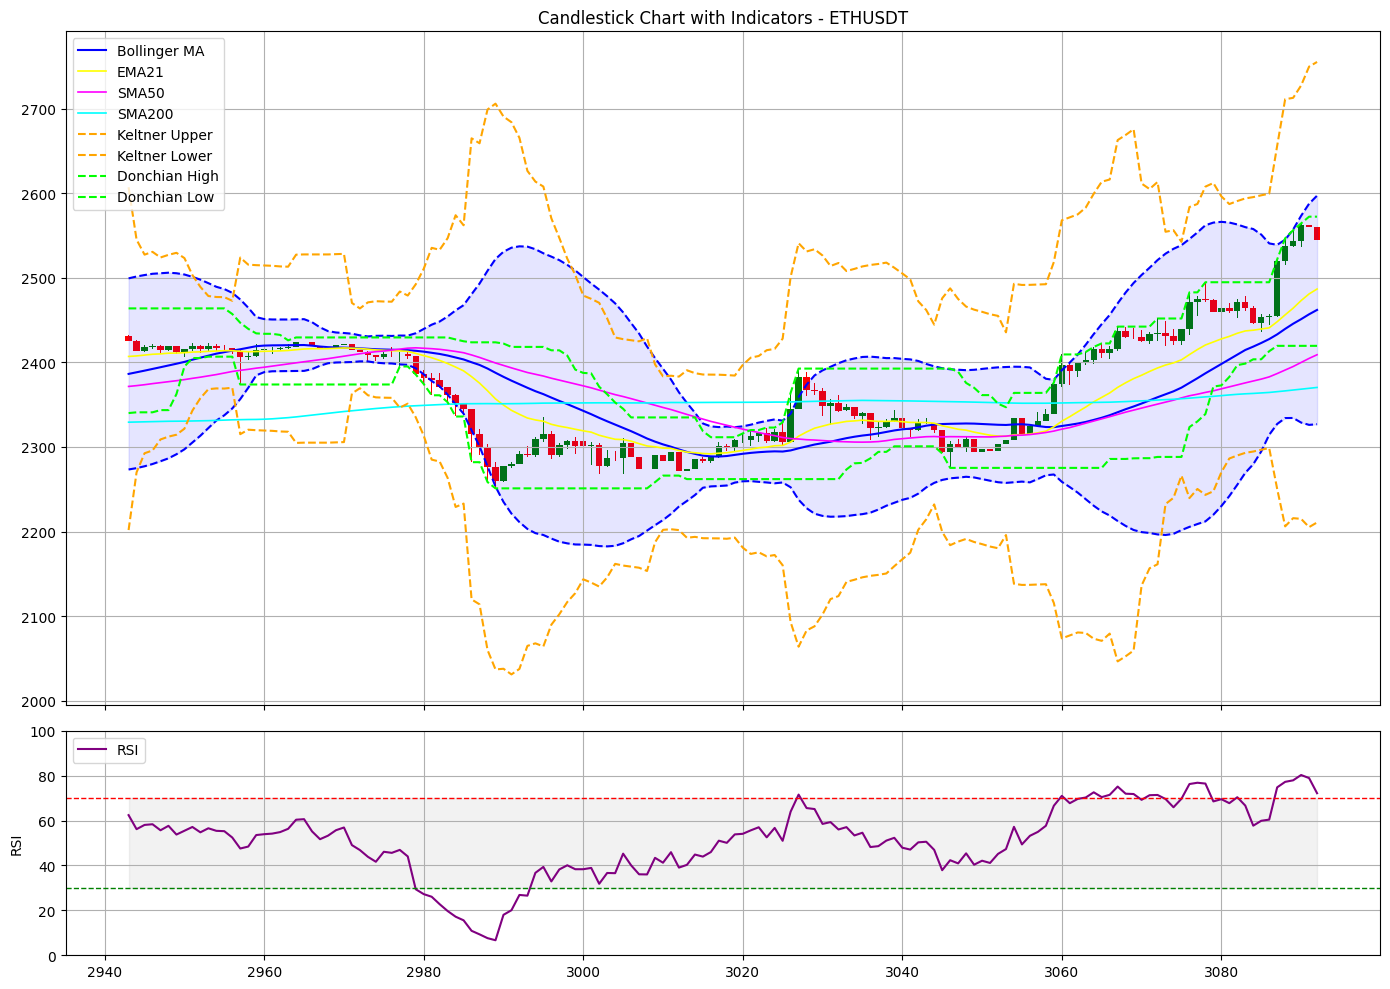 Candlestick Chart with Indicators - ETHUSDT
Bollinger MA
EMA21
SMA50
SMA200
Keltner Upper
Keltner Lower
Donchian High
Donchian Low
2700
2600
2500
2400
2300
2200
2100
2000
RSI
100
80
60
40
20
0
RSI
2940 2960 2980 3000 3020 3040 3060 3080